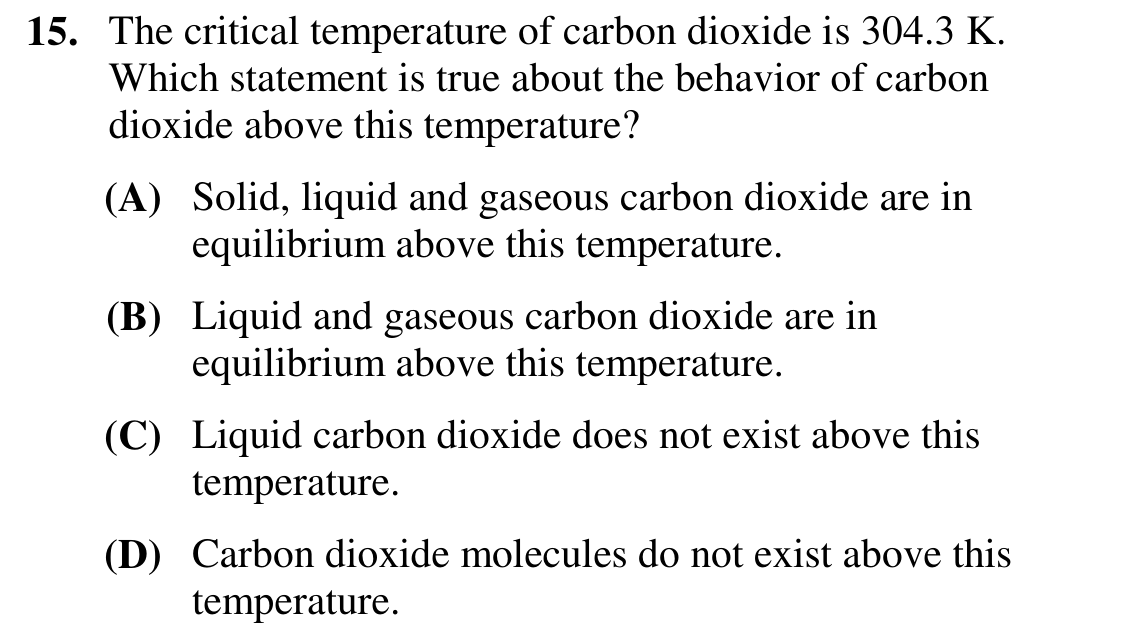 15. The critical temperature of carbon dioxide is 304.3 K.
Which statement is true about the behavior of carbon
dioxide above this temperature?
(A) Solid, liquid and gaseous carbon dioxide are in
equilibrium above this temperature.
(B) Liquid and gaseous carbon dioxide are in
equilibrium above this temperature.
(C) Liquid carbon dioxide does not exist above this
temperature.
(D) Carbon dioxide molecules do not exist above this
temperature.